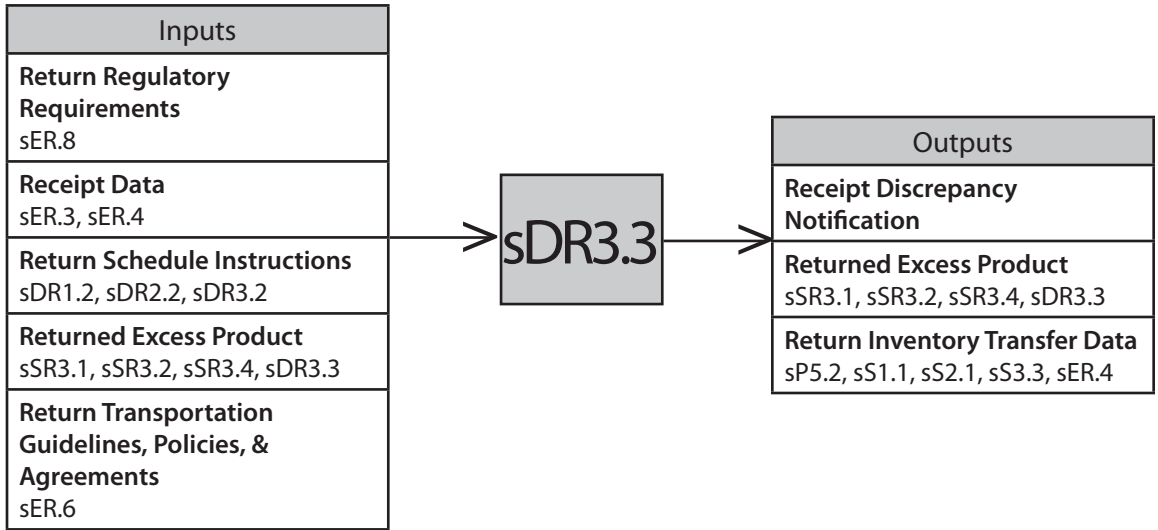 Inputs
Return Regulatory
Requirements
sER.8
Receipt Data
sER.3, sER.4
Return Schedule Instructions
sDR1.2, sDR2.2, sDR3.2
Returned Excess Product
sSR3.1, sSR3.2, sSR3.4, sDR3.3
Return Transportation
Guidelines, Policies, &
Agreements
sER.6
sDR3.3
Outputs
Receipt Discrepancy
Notification
Returned Excess Product
sSR3.1, sSR3.2, sSR3.4, sDR3.3
Return Inventory Transfer Data
sP5.2, sS1.1, sS2.1, sS3.3, sER.4